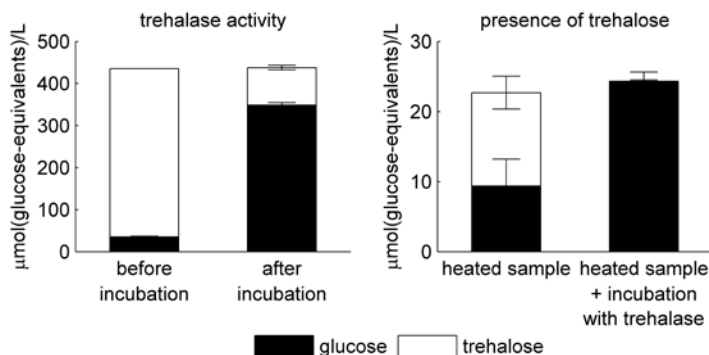 trehalase activity
μmol(glucose-equivalents)/L
500
400
300
200
100
0
before
incubation
after
incubation
presence of trehalose
μmol(glucose-equivalents)/L
30
20
10
0
heated sample
heated sample
+ incubation
with trehalase
glucose
trehalose